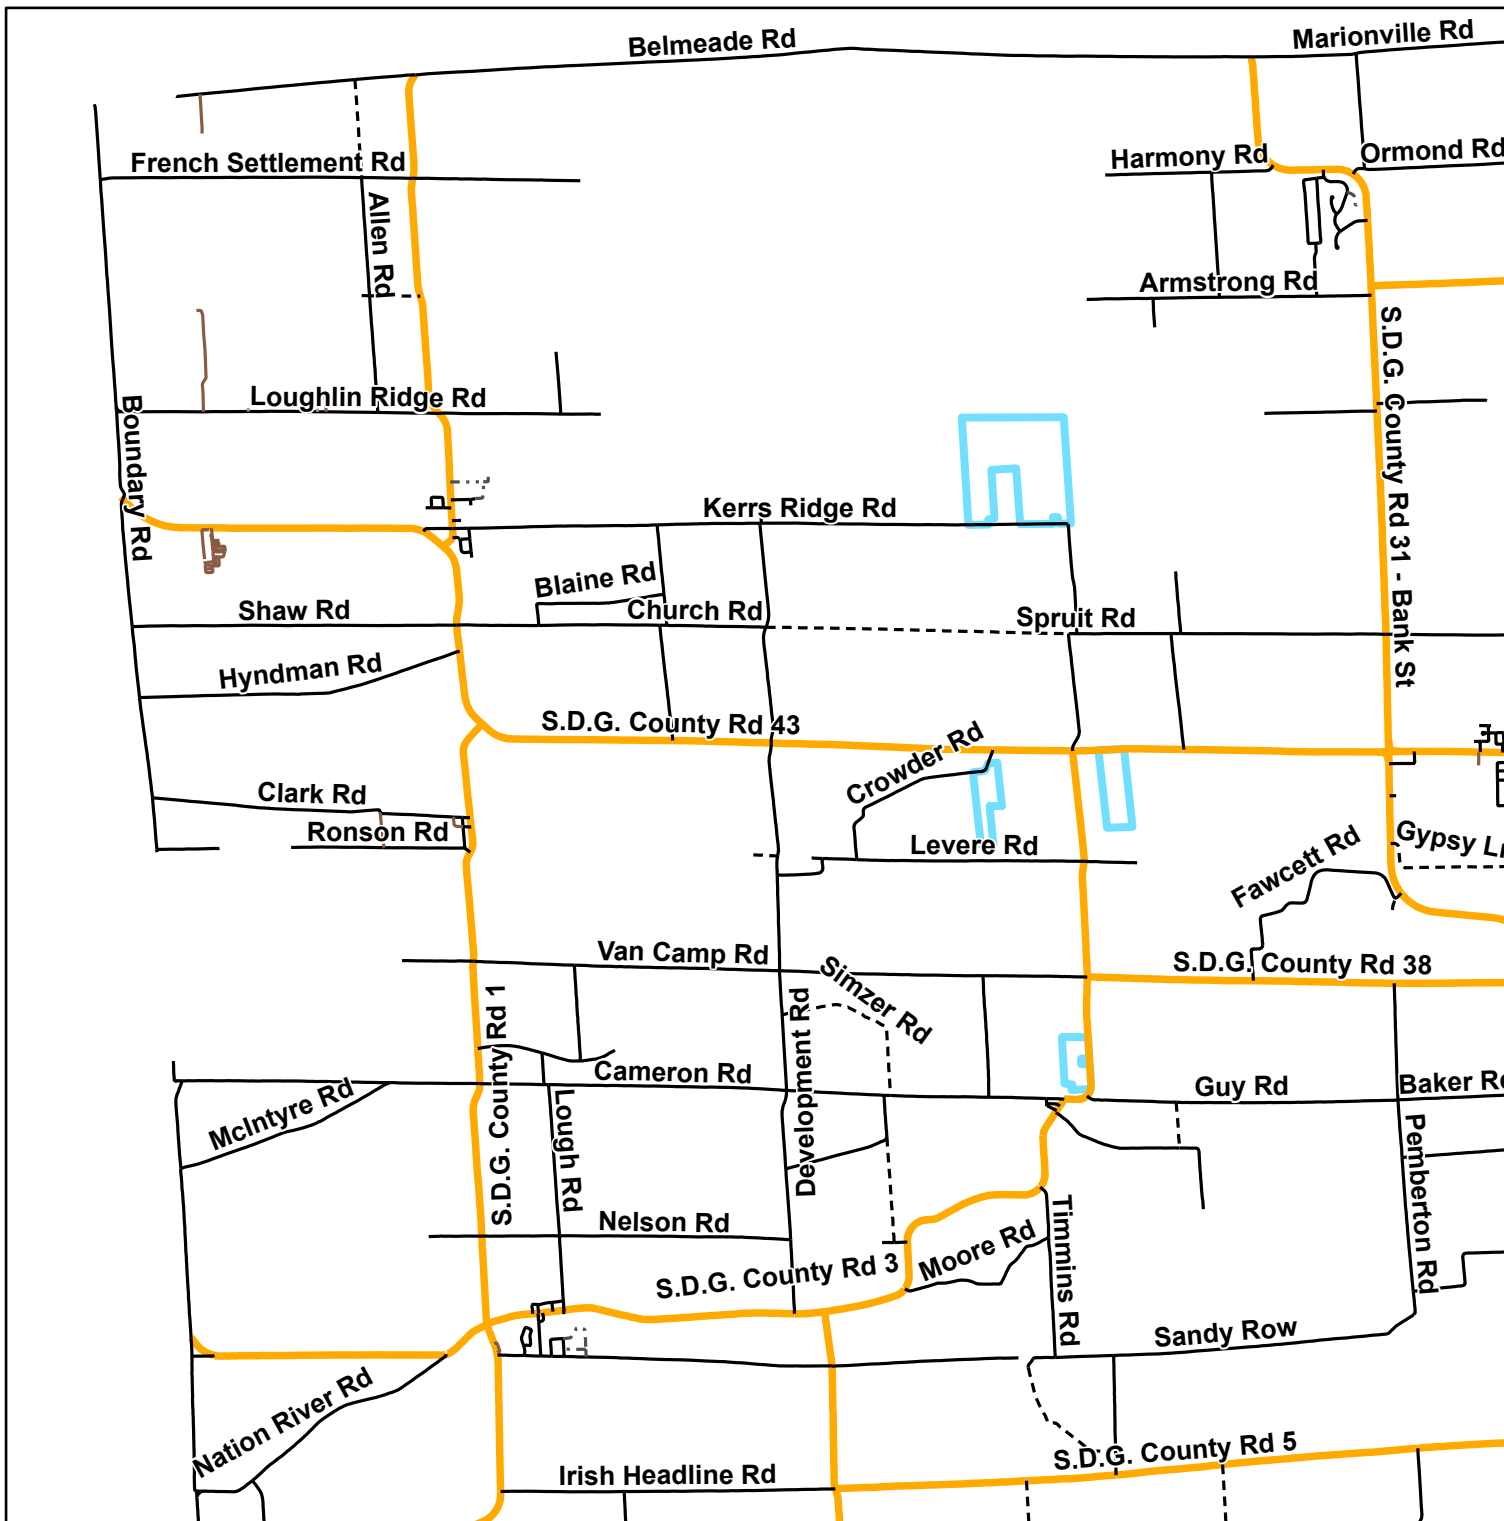 Belmeade Rd
Marionville Rd
French Settlement Rd
Harmony Rd
Ormond Rd
Allen Rd
Armstrong Rd
S.D.G. County Rd 31 - Bank St
Boundary Rd
Loughlin Ridge Rd
Kerrs Ridge Rd
Blaine Rd
Shaw Rd
Church Rd
Spruit Rd
Hyndman Rd
S.D.G. County Rd 43
Crowder Rd
Clark Rd
Ronson Rd
Levere Rd
Fawcett Rd
Gypsy
Van Camp Rd
Simzer Rd
S.D.G. County Rd 38
S.D.G. County Rd 1
Development Rd
Cameron Rd
Guy Rd
Baker Rd
McIntyre Rd
Lough Rd
Pemberton Rd
Nelson Rd
Timmins Rd
S.D.G. County Rd 3
Moore Rd
Sandy Row
Nation River Rd
S.D.G. County Rd 5
Irish Headline Rd